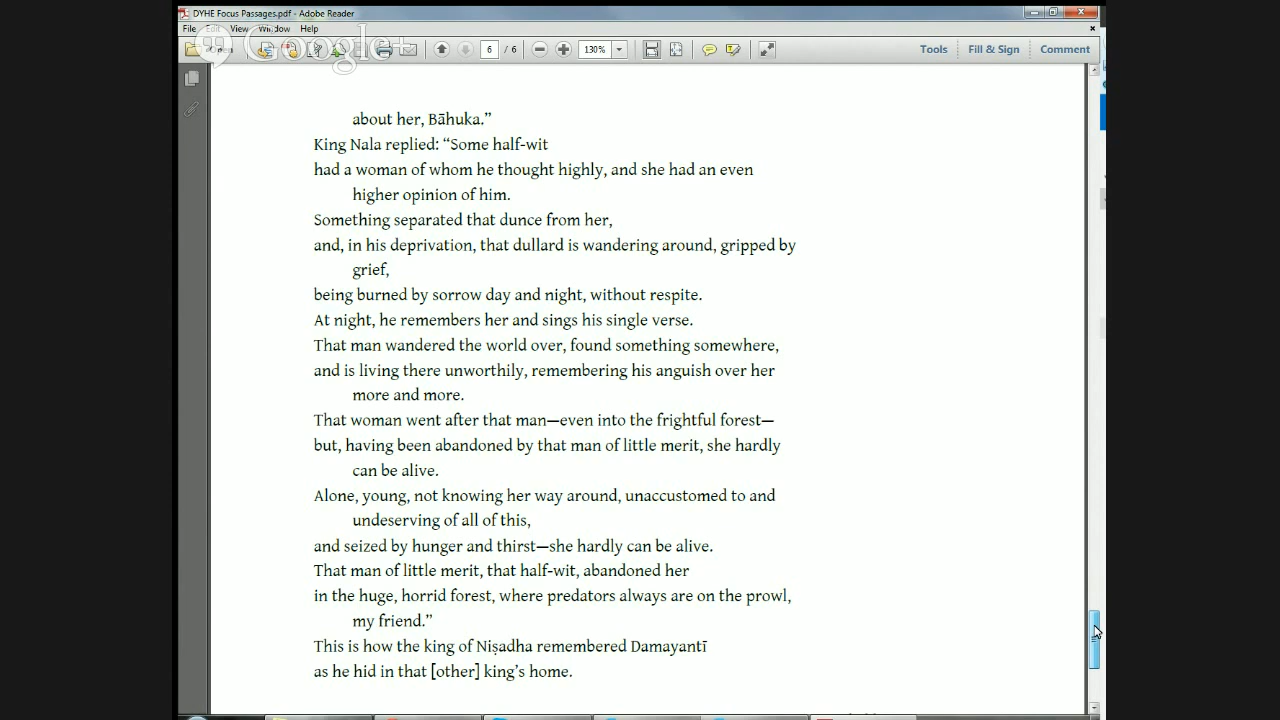 DYHE Focus Passages.pdf - Adobe Reader
File Edit View Window Help
Google+
6 / 6 130% Tools Fill & Sign Comment
about her, Bāhuka.”
King Nala replied: “Some half-wit
had a woman of whom he thought highly, and she had an even
higher opinion of him.
Something separated that dunce from her,
and, in his deprivation, that dullard is wandering around, gripped by
grief,
being burned by sorrow day and night, without respite.
At night, he remembers her and sings his single verse.
That man wandered the world over, found something somewhere,
and is living there unworthily, remembering his anguish over her
more and more.
That woman went after that man—even into the frightful forest—
but, having been abandoned by that man of little merit, she hardly
can be alive.
Alone, young, not knowing her way around, unaccustomed to and
undeserving of all of this,
and seized by hunger and thirst—she hardly can be alive.
That man of little merit, that half-wit, abandoned her
in the huge, horrid forest, where predators always are on the prowl,
my friend.”
This is how the king of Niṣadha remembered Damayantī
as he hid in that [other] king’s home.